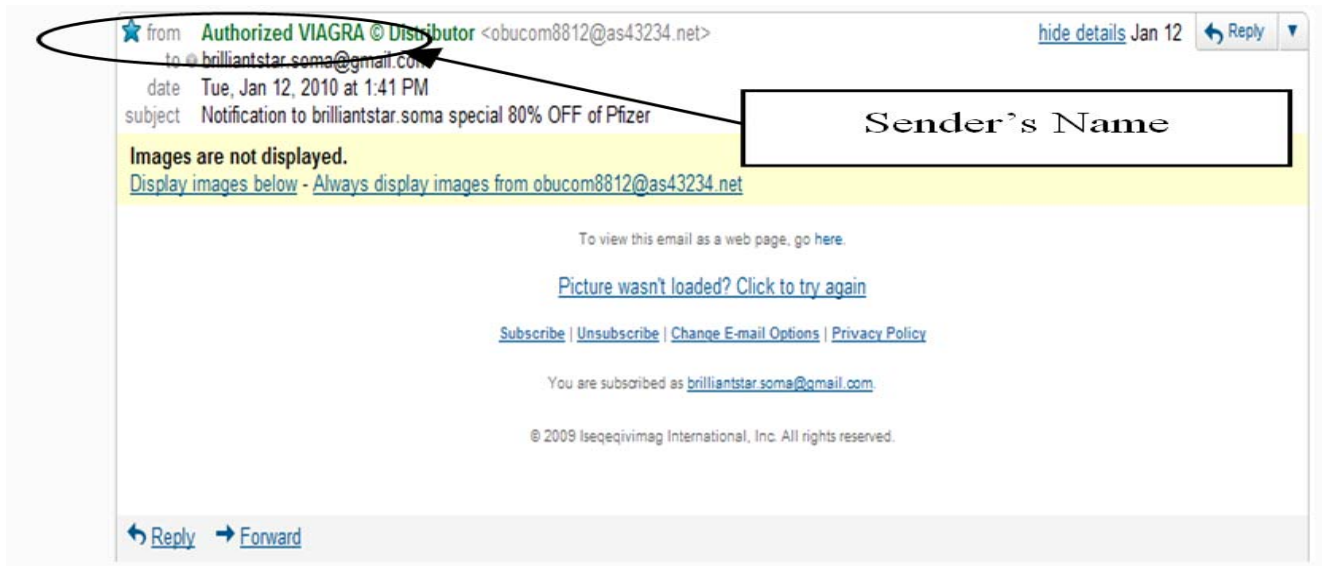 from Authorized VIAGRA © Distributor <obucom8812@as43234.net> hide details Jan 12 Reply
to brilliantstar.soma@gmail.com
date Tue, Jan 12, 2010 at 1:41 PM
subject Notification to brilliantstar.soma special 80% OFF of Pfizer
Sender's Name
Images are not displayed.
Display images below - Always display images from obucom8812@as43234.net
To view this email as a web page, go here.
Picture wasn't loaded? Click to try again
Subscribe | Unsubscribe | Change E-mail Options | Privacy Policy
You are subscribed as brilliantstar.soma@gmail.com.
© 2009 Iseqeqivimag International, Inc. All rights reserved.
Reply Forward